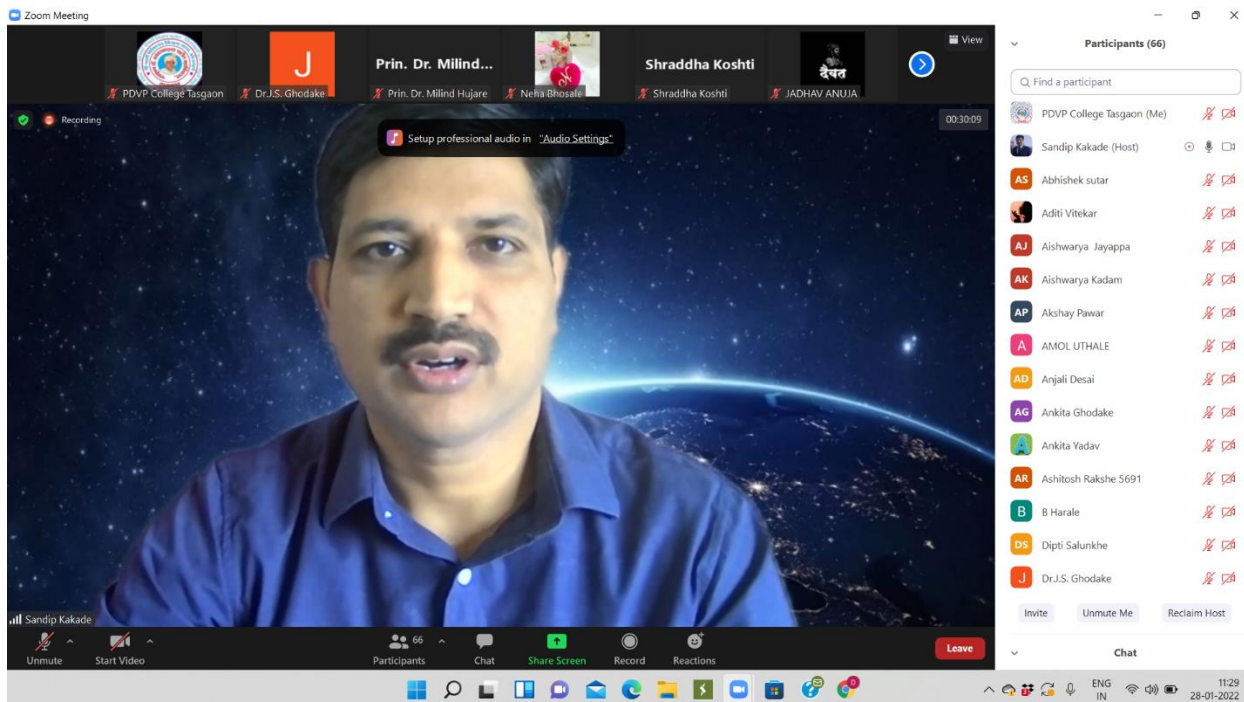 Zoom Meeting
J
Prin. Dr. Milind...
Shraddha Koshti
दैवत
View
PDVP College Tasgaon
Dr.J.S. Ghodake
Prin. Dr. Milind Hujare
Neha Bhosale
Shraddha Koshti
JADHAV ANUJA
Recording
Setup professional audio in "Audio Settings"
00:30:09
Sandip Kakade
Participants (66)
Find a participant
PDVP College Tasgaon (Me)
Sandip Kakade (Host)
AS Abhishek sutar
Aditi Vitekar
AJ Aishwarya Jayappa
AK Aishwarya Kadam
AP Akshay Pawar
A AMOL UTHALE
AD Anjali Desai
AG Ankita Ghodake
Ankita Yadav
AR Ashitosh Rakshe 5691
B B Harale
DS Dipti Salunkhe
J Dr.J.S. Ghodake
Invite Unmute Me Reclaim Host
Chat
Unmute
Start Video
66
Participants
Chat
Share Screen
Record
Reactions
Leave
ENG
IN
11:29
28-01-2022